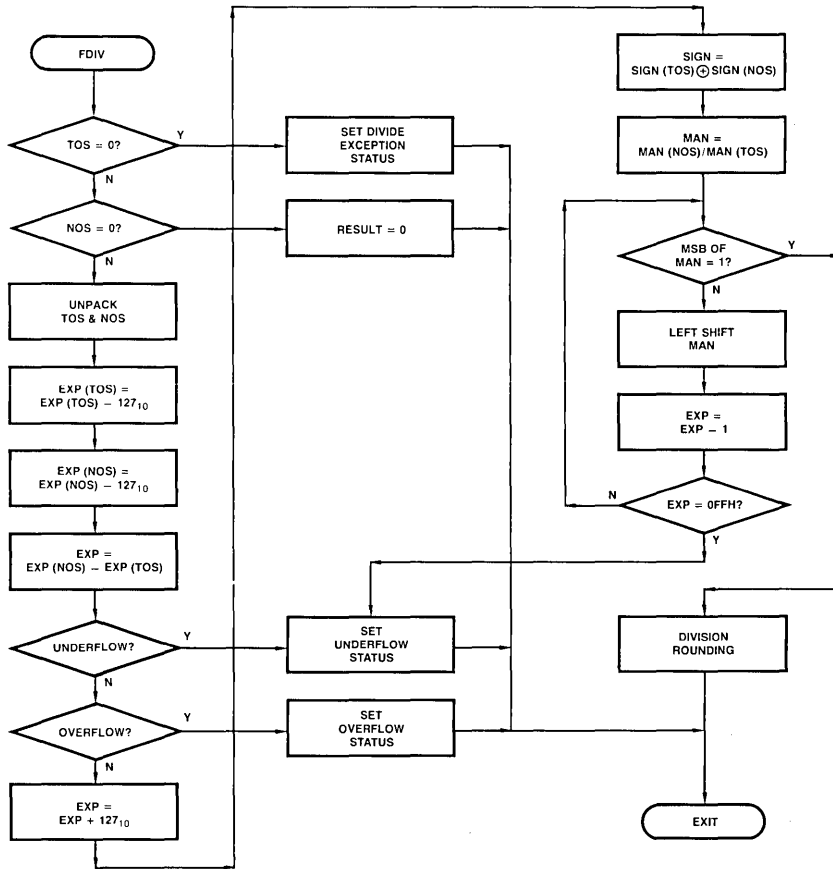 FDIV
TOS = 0?
Y
N
SET DIVIDE
EXCEPTION
STATUS
NOS = 0?
N
RESULT = 0
UNPACK
TOS & NOS
EXP (TOS) =
EXP (TOS) − 127₁₀
EXP (NOS) =
EXP (NOS) − 127₁₀
EXP =
EXP (NOS) − EXP (TOS)
UNDERFLOW?
Y
N
SET
UNDERFLOW
STATUS
OVERFLOW?
Y
N
SET
OVERFLOW
STATUS
EXP =
EXP + 127₁₀
SIGN =
SIGN (TOS) ⊕ SIGN (NOS)
MAN =
MAN (NOS)/MAN (TOS)
MSB OF
MAN = 1?
Y
N
LEFT SHIFT
MAN
EXP =
EXP − 1
EXP = 0FFH?
N
Y
DIVISION
ROUNDING
EXIT